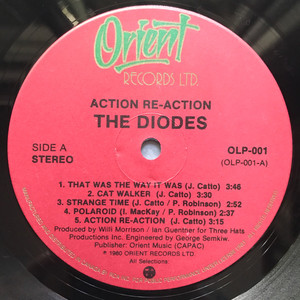 Orient
RECORDS LTD.
ACTION RE-ACTION
THE DIODES
SIDE A
STEREO
OLP-001
(OLP-001-A)
1. THAT WAS THE WAY IT WAS (J. Catto) 3:46
2. CAT WALKER (J. Catto) 3:30
3. STRANGE TIME (J. Catto / P. Robinson) 2:52
4. POLAROID (I. MacKay / P. Robinson) 2:37
5. ACTION RE-ACTION (J. Catto) 3:15
Produced by Willi Morrison / Ian Guentner for Three Hats
Productions Inc. Engineered by George Semkiw.
Publisher: Orient Music (CAPAC)
℗ 1980 ORIENT RECORDS LTD.
All Selections